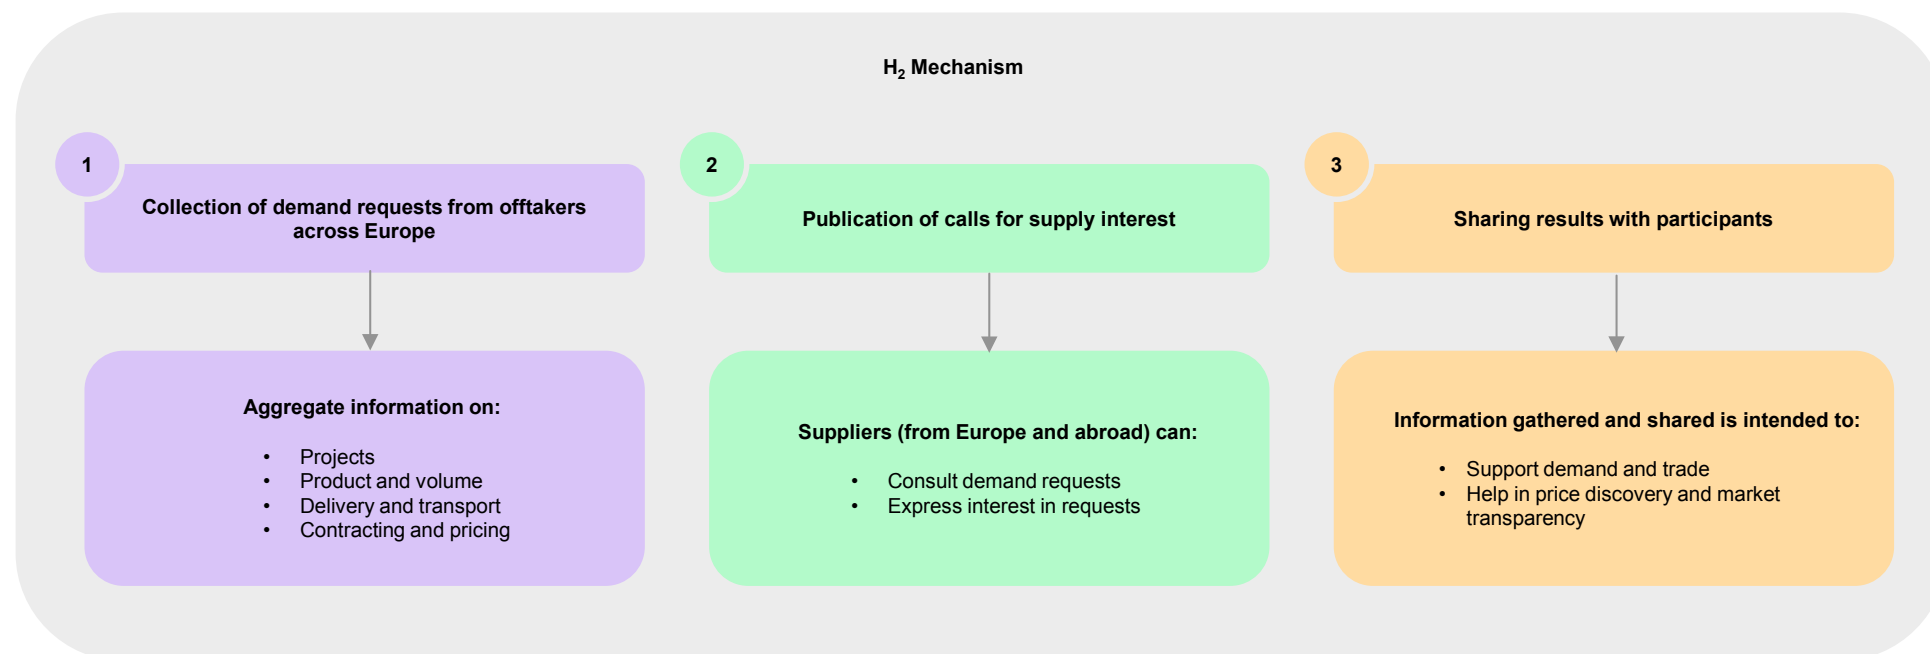 H₂ Mechanism
1
Collection of demand requests from offtakers
across Europe
Aggregate information on:
• Projects
• Product and volume
• Delivery and transport
• Contracting and pricing
2
Publication of calls for supply interest
Suppliers (from Europe and abroad) can:
• Consult demand requests
• Express interest in requests
3
Sharing results with participants
Information gathered and shared is intended to:
• Support demand and trade
• Help in price discovery and market
transparency